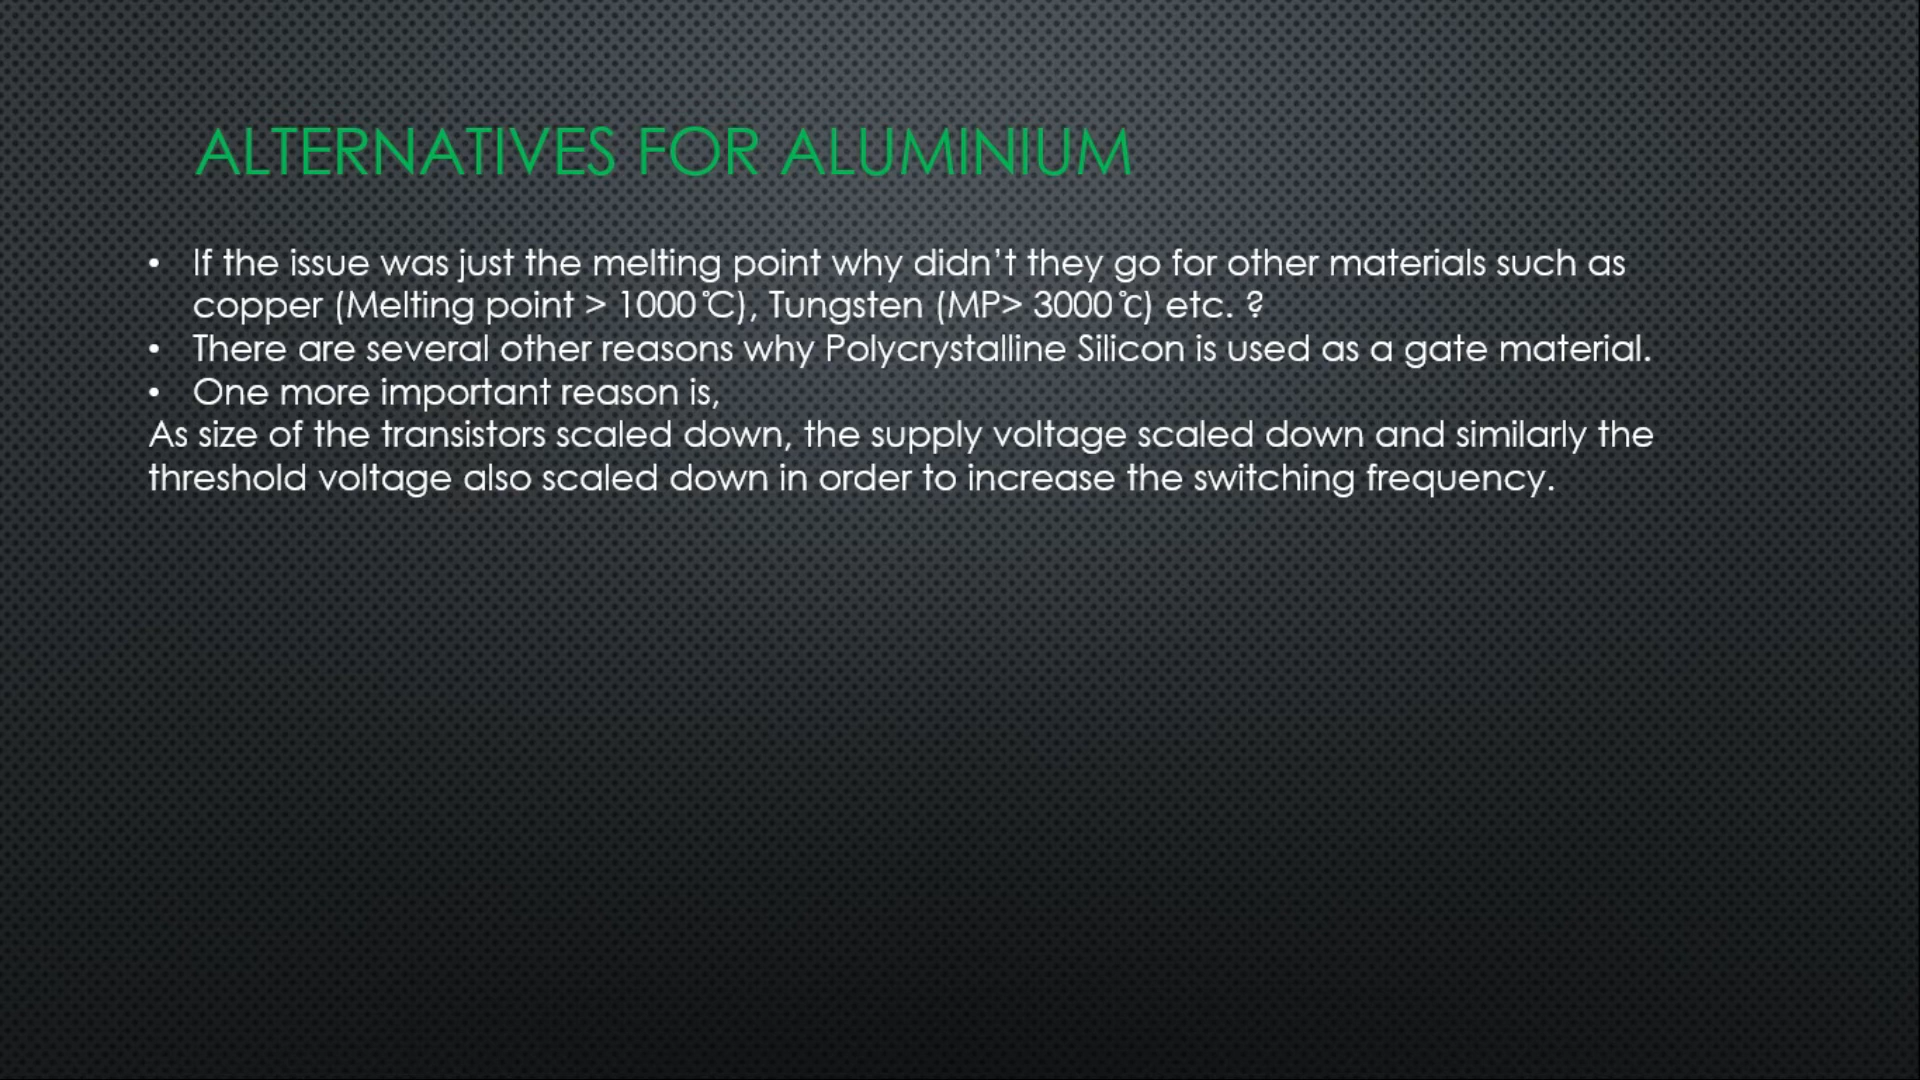 ALTERNATIVES FOR ALUMINIUM
• If the issue was just the melting point why didn’t they go for other materials such as
copper (Melting point > 1000℃), Tungsten (MP> 3000℃) etc. ?
• There are several other reasons why Polycrystalline Silicon is used as a gate material.
• One more important reason is,
As size of the transistors scaled down, the supply voltage scaled down and similarly the
threshold voltage also scaled down in order to increase the switching frequency.